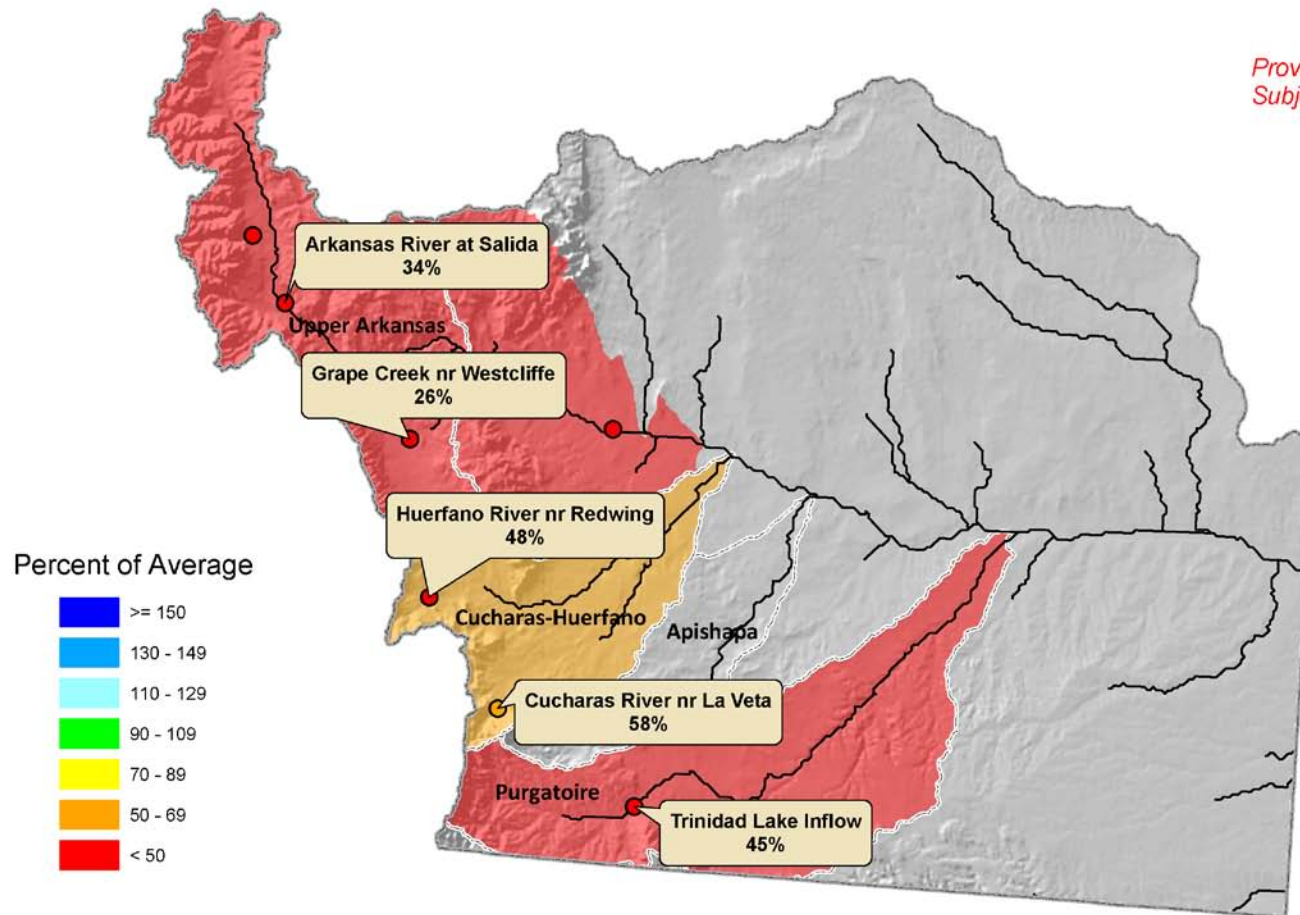 Prov
Subj
Arkansas River at Salida
34%
Upper Arkansas
Grape Creek nr Westcliffe
26%
Huerfano River nr Redwing
48%
Percent of Average
>= 150
130 - 149
110 - 129
90 - 109
70 - 89
50 - 69
< 50
Cucharas-Huerfano
Apishapa
Cucharas River nr La Veta
58%
Purgatoire
Trinidad Lake Inflow
45%